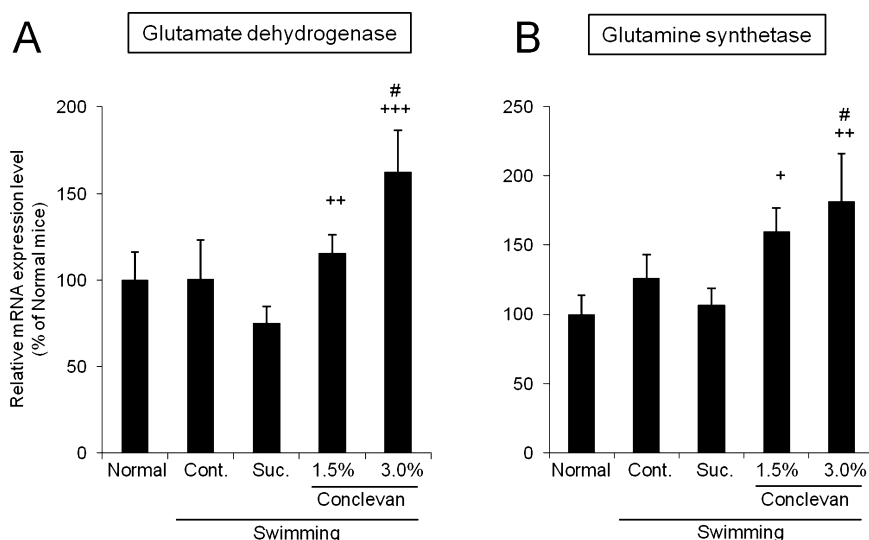 A
Glutamate dehydrogenase
Relative mRNA expression level
(% of Normal mice)
200
150
100
50
0
++
#
+++
Normal Cont. Suc. 1.5% 3.0%
Conclevan
Swimming
B
Glutamine synthetase
250
200
150
100
50
0
+
#
++
Normal Cont. Suc. 1.5% 3.0%
Conclevan
Swimming